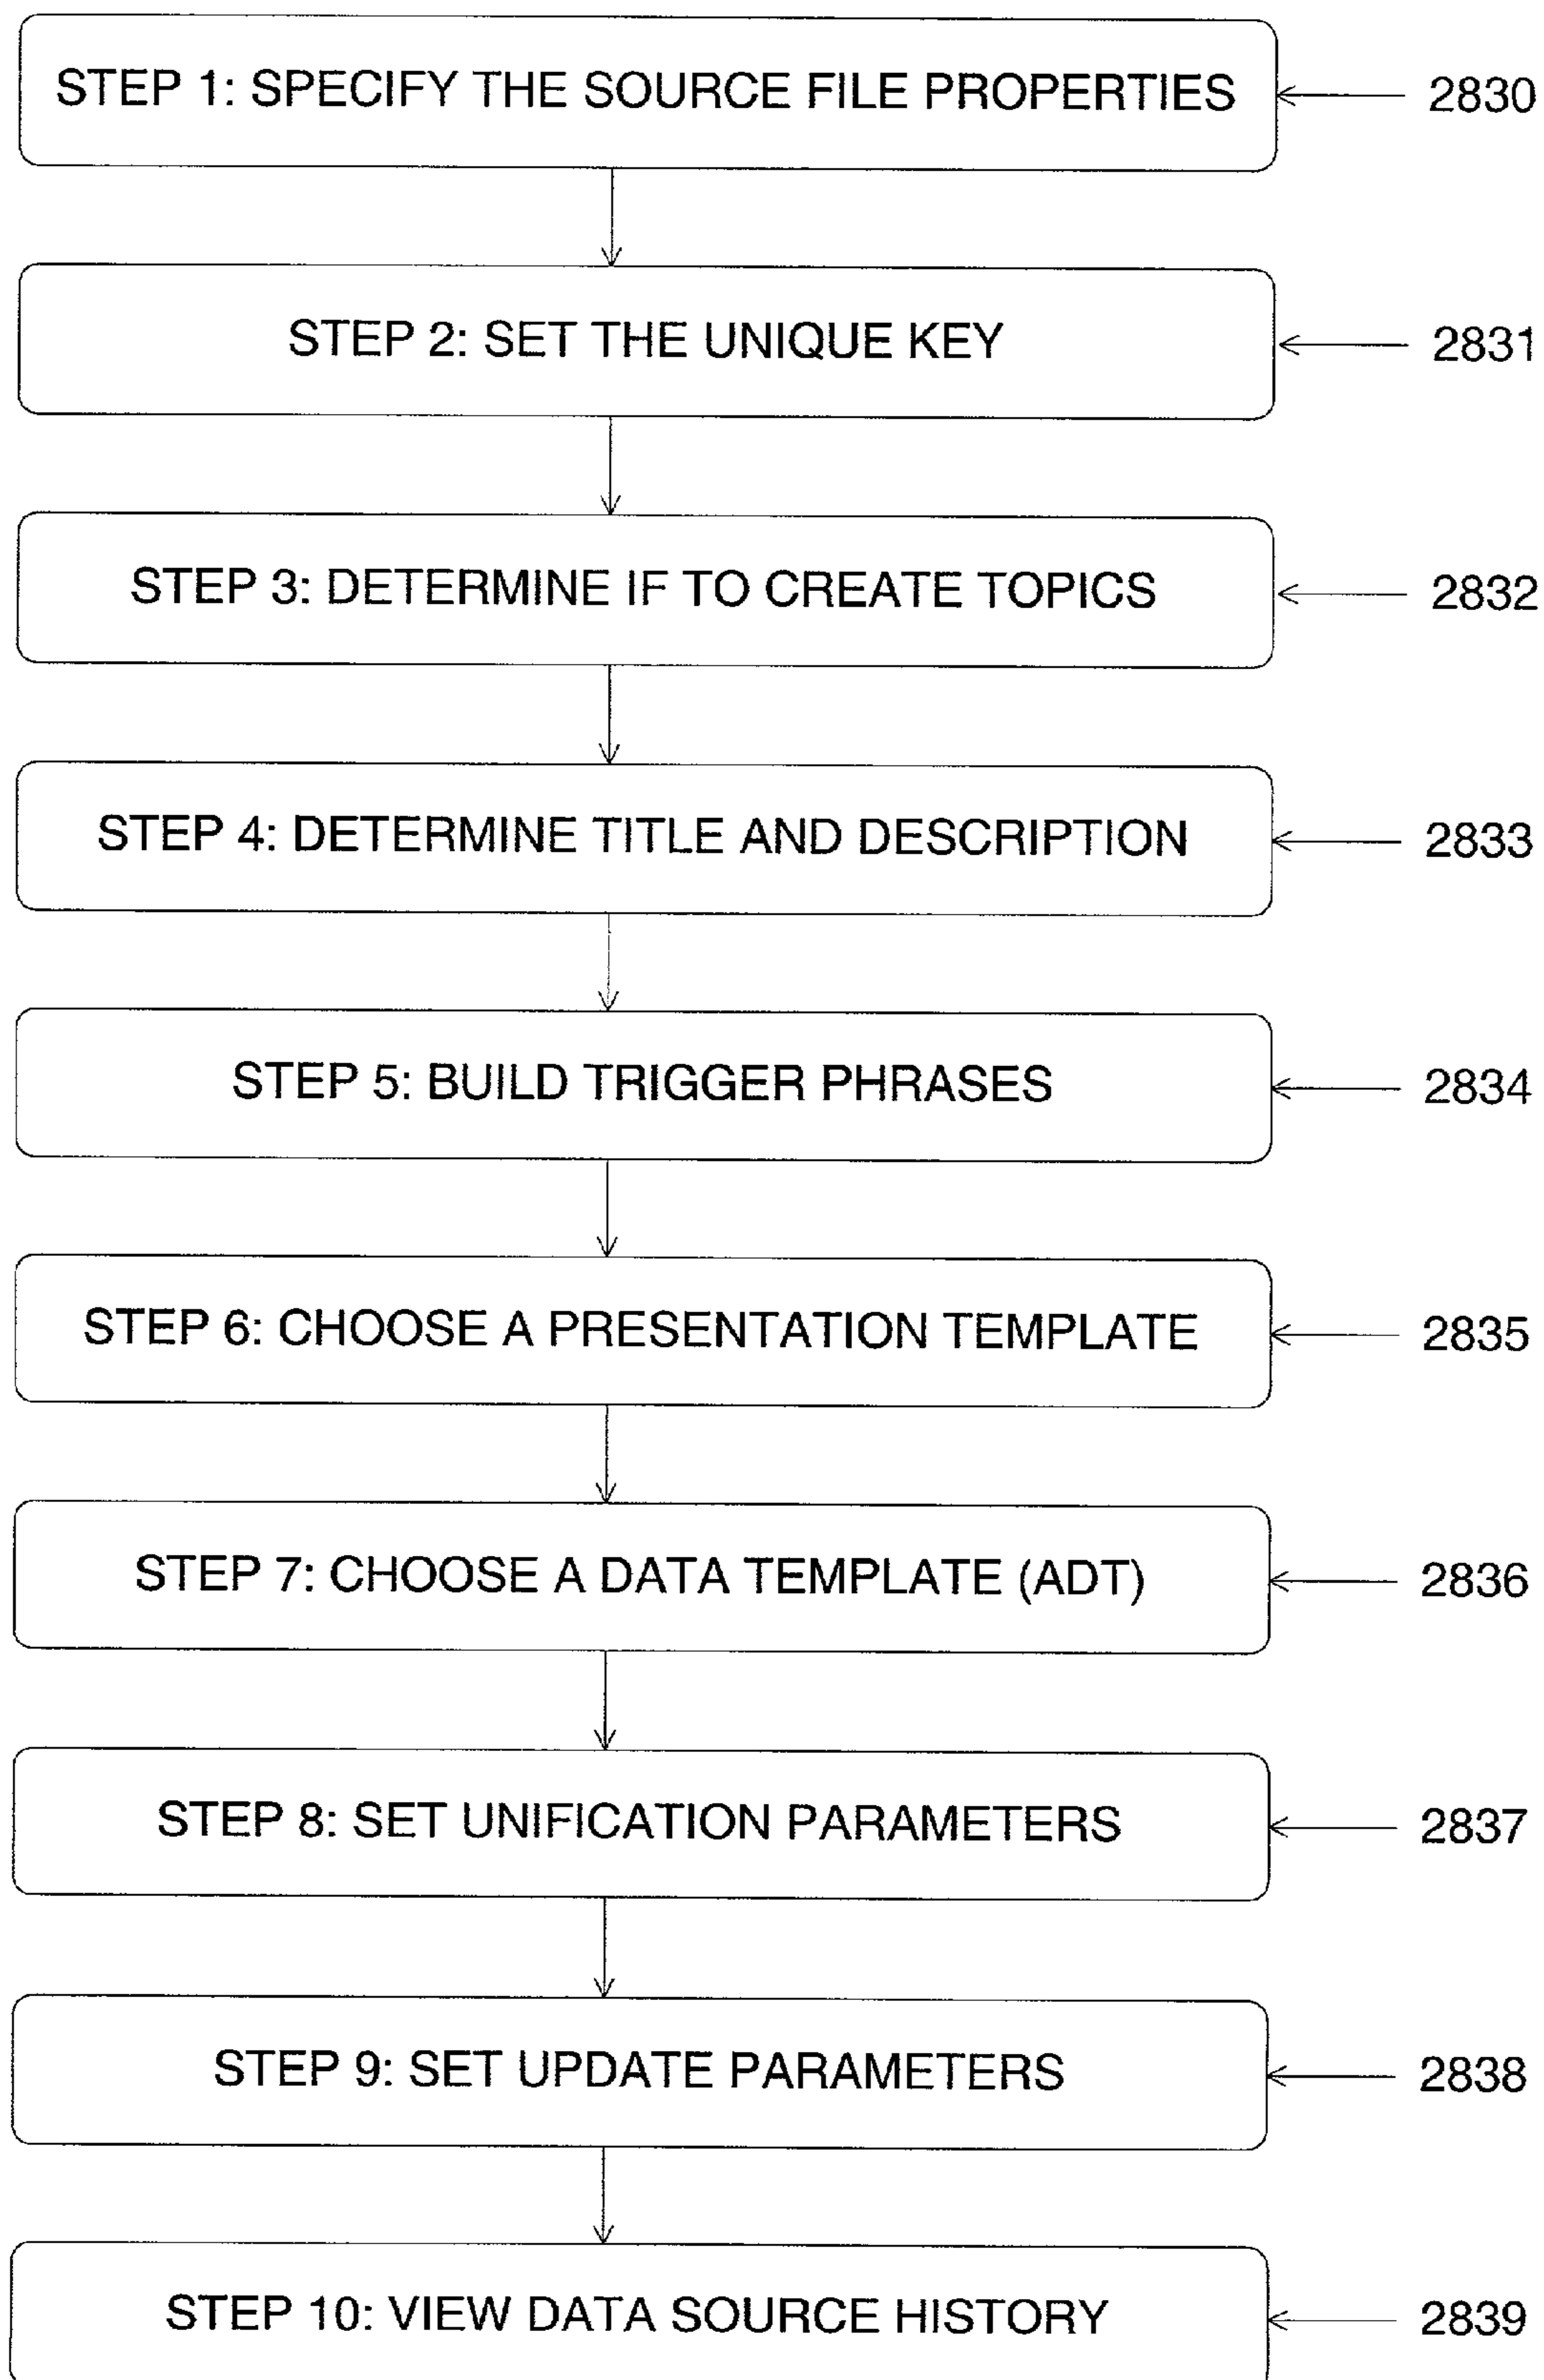 STEP 1: SPECIFY THE SOURCE FILE PROPERTIES 2830
STEP 2: SET THE UNIQUE KEY 2831
STEP 3: DETERMINE IF TO CREATE TOPICS 2832
STEP 4: DETERMINE TITLE AND DESCRIPTION 2833
STEP 5: BUILD TRIGGER PHRASES 2834
STEP 6: CHOOSE A PRESENTATION TEMPLATE 2835
STEP 7: CHOOSE A DATA TEMPLATE (ADT) 2836
STEP 8: SET UNIFICATION PARAMETERS 2837
STEP 9: SET UPDATE PARAMETERS 2838
STEP 10: VIEW DATA SOURCE HISTORY 2839